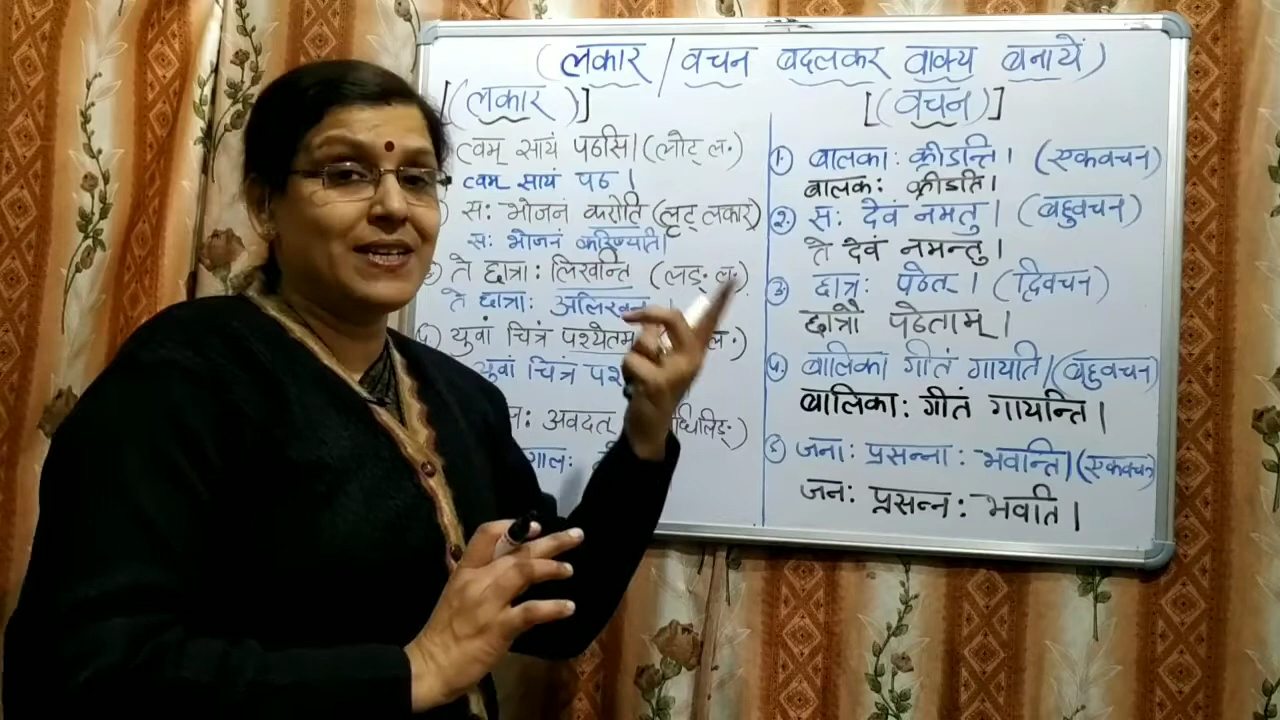 (लकार / वचन बदलकर वाक्य बनायें)
[(लकार)]
त्वम् सायं पठसि। (लोट् ल॰)
त्वम् सायं पठ।
सः भोजनं करोति (लृट् लकार)
सः भोजनं करिष्यति।
ते छात्राः लिखन्ति (लङ् ल॰)
ते छात्राः अलिखन्।
युवां चित्रं पश्येतम्
युवां चित्रं
अवदत्
[(वचन)]
① बालकाः क्रीडन्ति। (एकवचन)
बालकः क्रीडति।
② सः देवं नमतु। (बहुवचन)
ते देवं नमन्तु।
③ छात्रः पठेत्। (द्विवचन)
छात्रौ पठेताम्।
बालिका गीतं गायति। (बहुवचन)
बालिकाः गीतं गायन्ति।
जनाः प्रसन्नाः भवन्ति। (एकवचन)
जनः प्रसन्नः भवति।